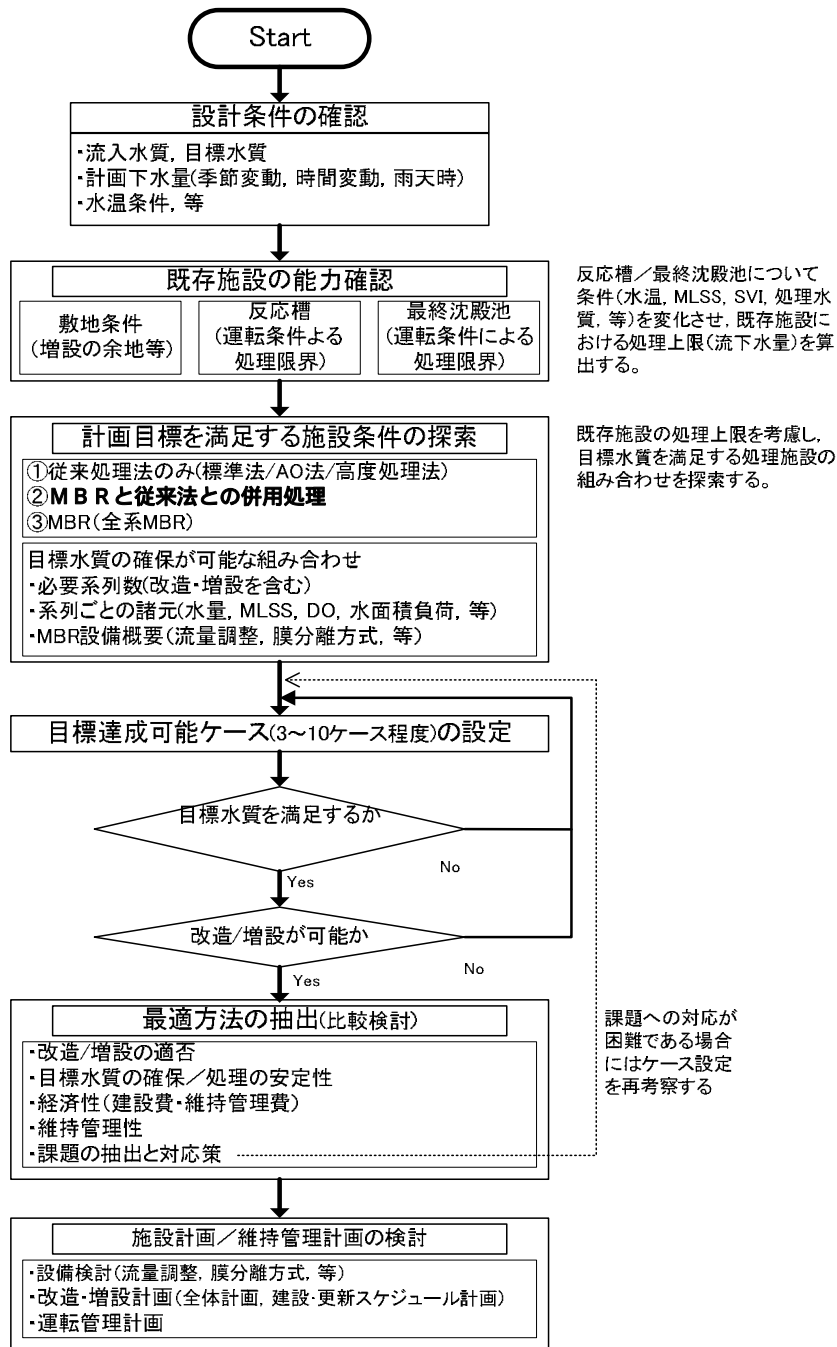 Start
設計条件の確認
・流入水質, 目標水質
・計画下水量(季節変動, 時間変動, 雨天時)
・水温条件, 等
既存施設の能力確認
敷地条件
(増設の余地等)
反応槽
(運転条件よる
処理限界)
最終沈殿池
(運転条件による
処理限界)
反応槽／最終沈殿池について
条件(水温, MLSS, SVI, 処理水
質, 等)を変化させ, 既存施設に
おける処理上限(流下水量)を算
出する。
計画目標を満足する施設条件の探索
①従来処理法のみ(標準法/AO法/高度処理法)
②ＭＢＲと従来法との併用処理
③MBR(全系MBR)
目標水質の確保が可能な組み合わせ
・必要系列数(改造・増設を含む)
・系列ごとの諸元(水量, MLSS, DO, 水面積負荷, 等)
・MBR設備概要(流量調整, 膜分離方式, 等)
既存施設の処理上限を考慮し,
目標水質を満足する処理施設の
組み合わせを探索する。
目標達成可能ケース(3～10ケース程度)の設定
目標水質を満足するか
No
Yes
改造/増設が可能か
No
Yes
最適方法の抽出(比較検討)
・改造/増設の適否
・目標水質の確保／処理の安定性
・経済性(建設費・維持管理費)
・維持管理性
・課題の抽出と対応策
課題への対応が
困難である場合
にはケース設定
を再考察する
施設計画／維持管理計画の検討
・設備検討(流量調整, 膜分離方式, 等)
・改造・増設計画(全体計画, 建設・更新スケジュール計画)
・運転管理計画